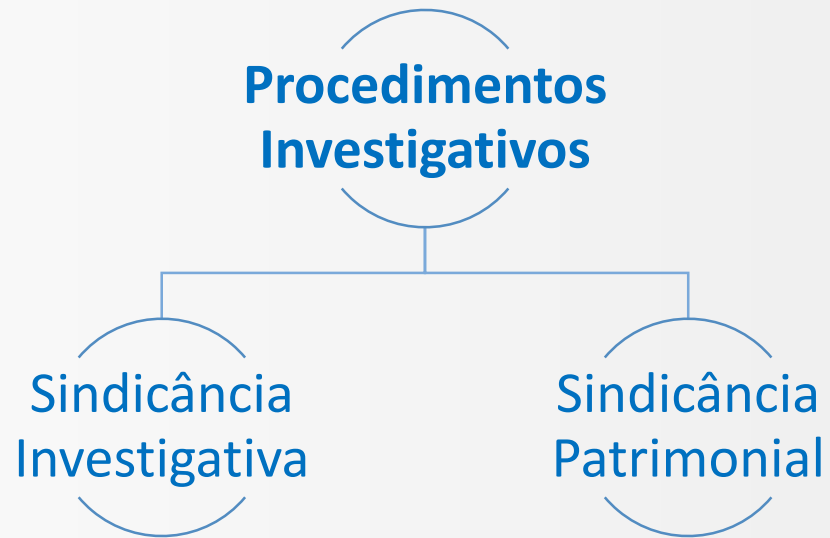 Procedimentos
Investigativos
Sindicância
Investigativa
Sindicância
Patrimonial